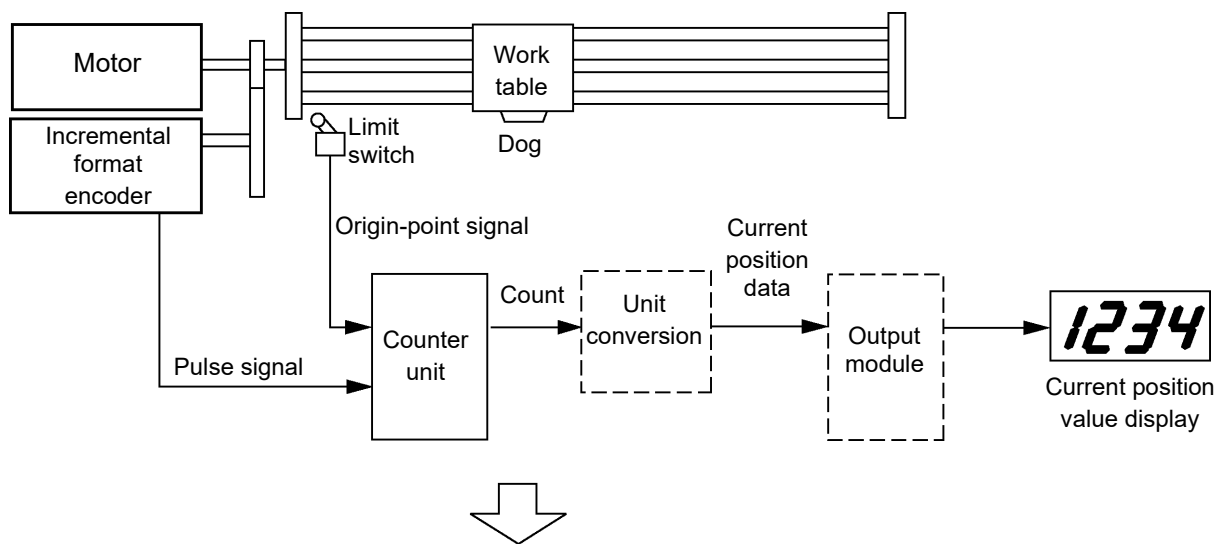 Motor
Work
table
Incremental
format
encoder
Limit
switch
Dog
Origin-point signal
Current
position
data
Count
Unit
conversion
Counter
unit
Output
module
1234
Pulse signal
Current position
value display